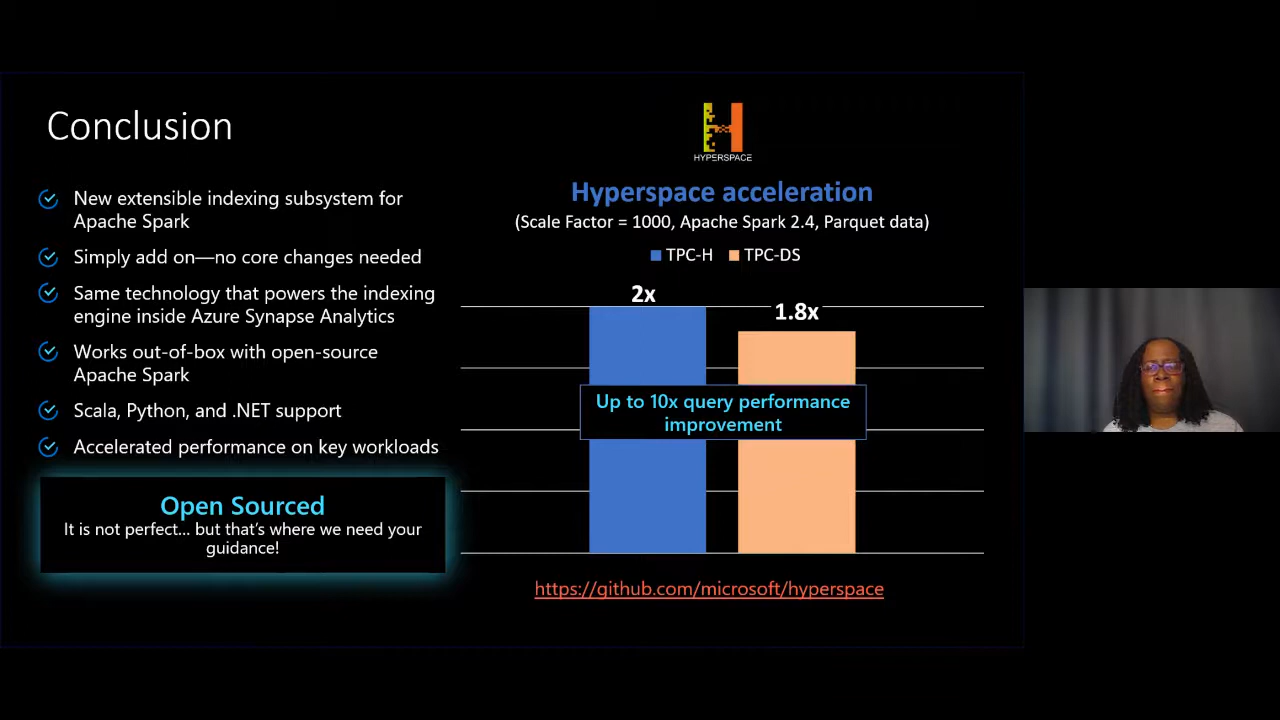 Conclusion
New extensible indexing subsystem for
Apache Spark
Simply add on—no core changes needed
Same technology that powers the indexing
engine inside Azure Synapse Analytics
Works out-of-box with open-source
Apache Spark
Scala, Python, and .NET support
Accelerated performance on key workloads
Open Sourced
It is not perfect... but that's where we need your
guidance!
HYPERSPACE
Hyperspace acceleration
(Scale Factor = 1000, Apache Spark 2.4, Parquet data)
TPC-H TPC-DS
2x
1.8x
Up to 10x query performance
improvement
https://github.com/microsoft/hyperspace